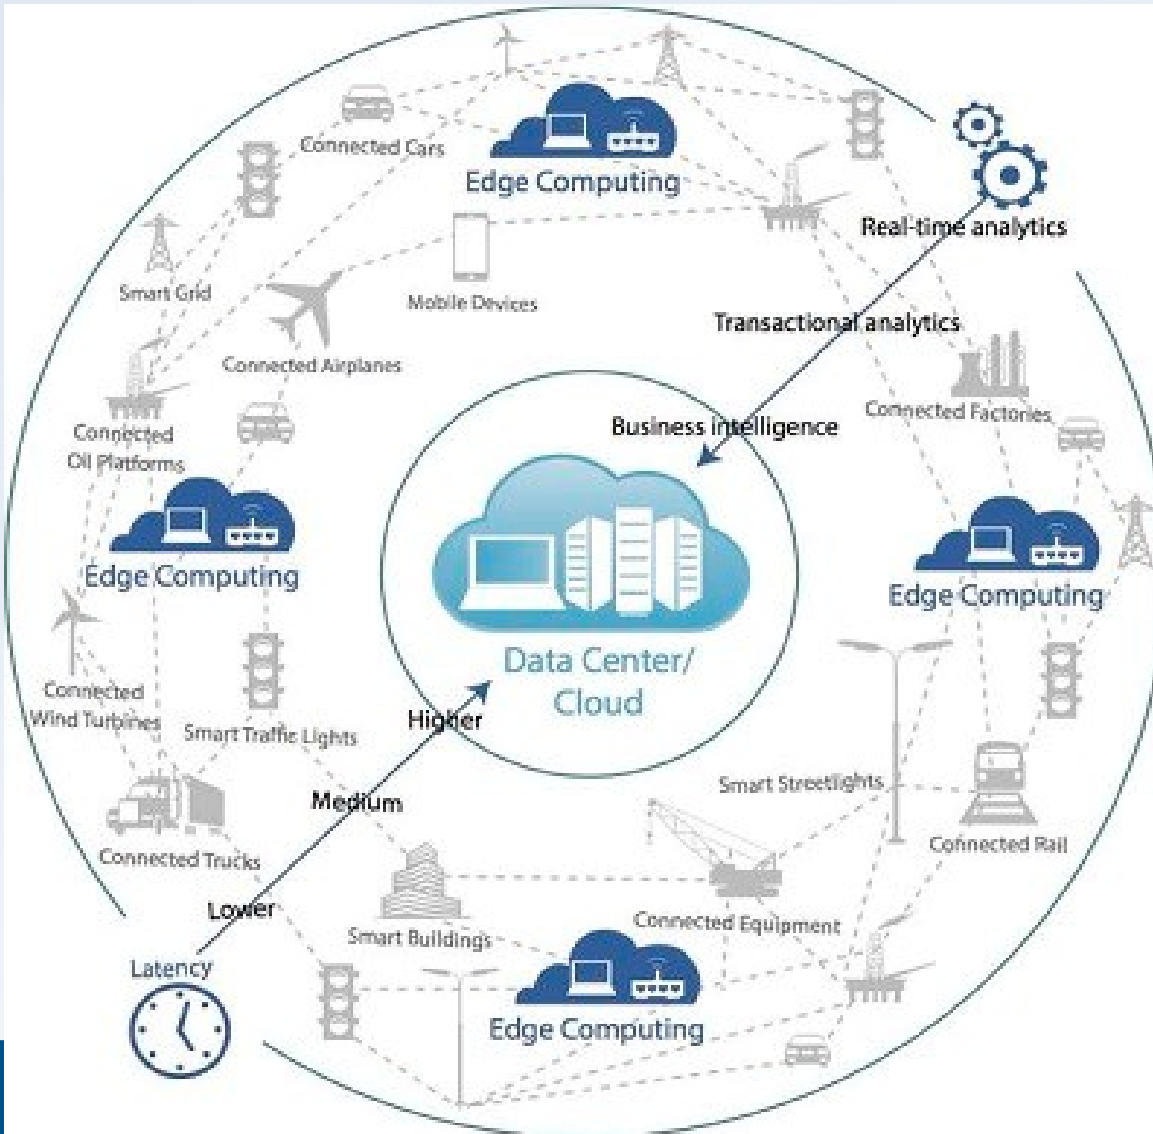 Connected Cars
Edge Computing
Real-time analytics
Smart Grid
Mobile Devices
Transactional analytics
Connected Airplanes
Connected Factories
Business intelligence
Connected
Oil Platforms
Edge Computing
Edge Computing
Data Center/
Cloud
Connected
Wind Turbines
Smart Traffic Lights
Higher
Smart Streetlights
Medium
Connected Rail
Connected Trucks
Lower
Smart Buildings
Connected Equipment
Latency
Edge Computing